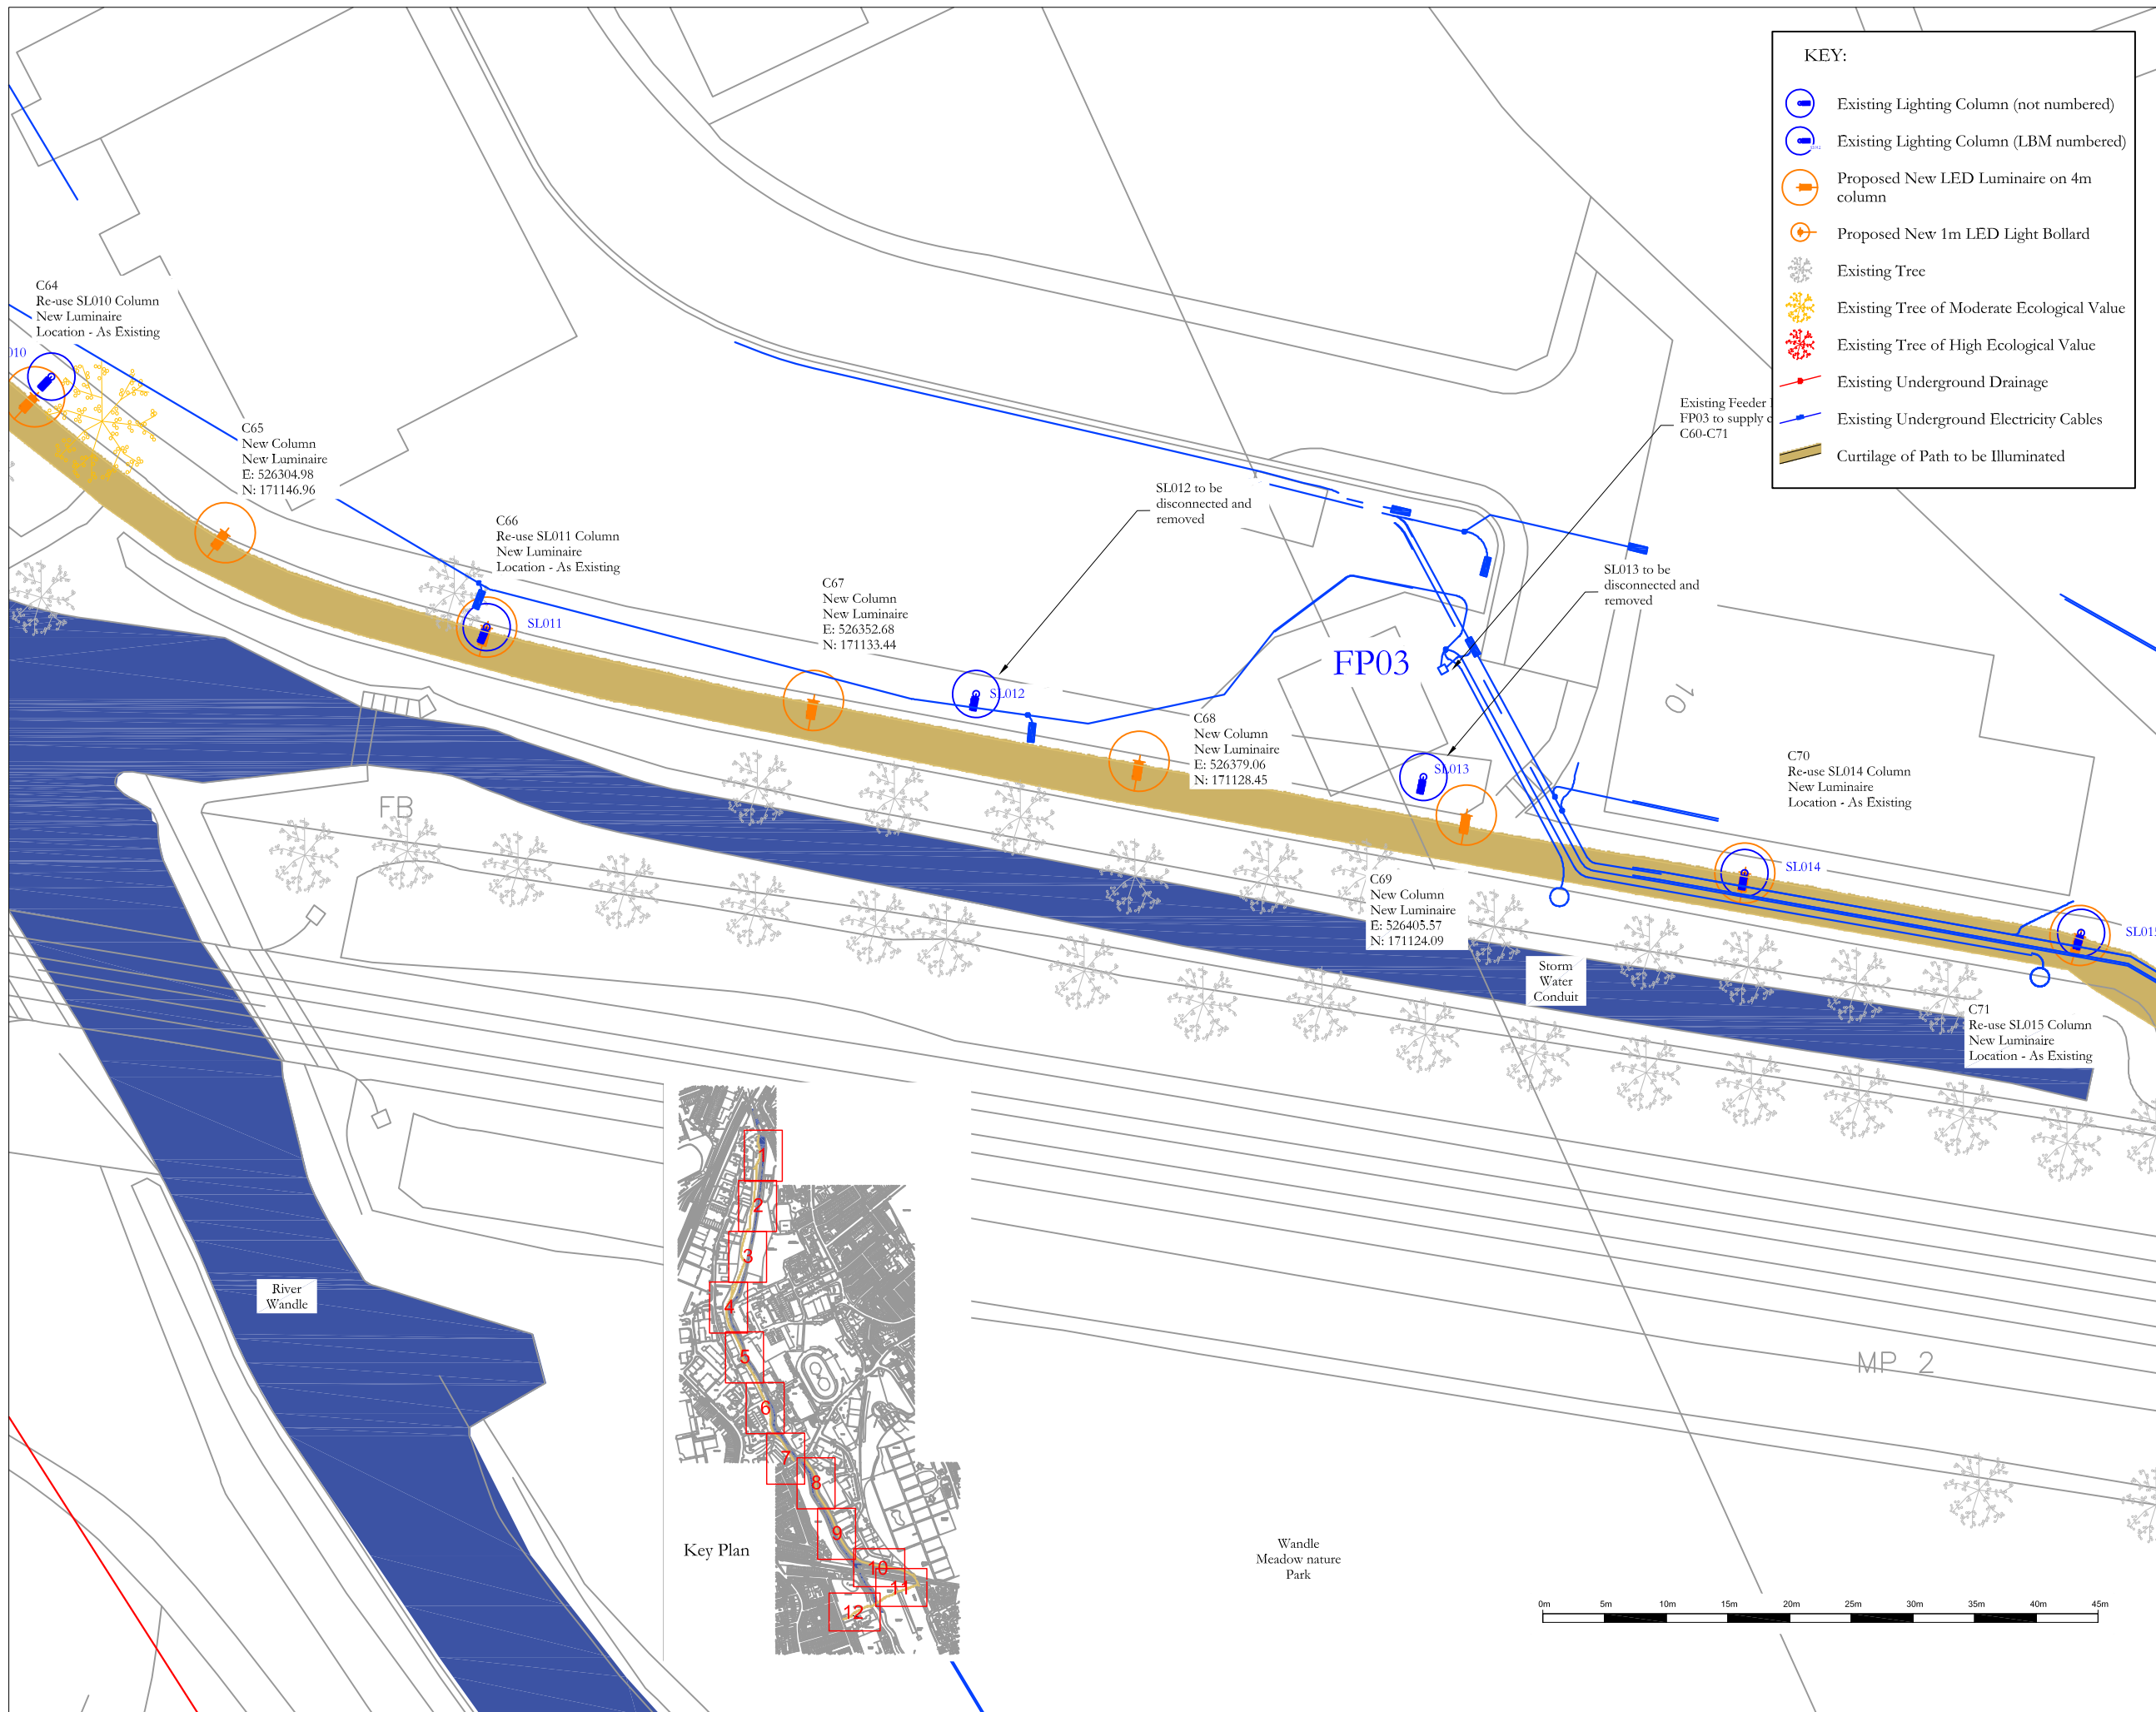 KEY:
Existing Lighting Column (not numbered)
Existing Lighting Column (LBM numbered)
Proposed New LED Luminaire on 4m
column
Proposed New 1m LED Light Bollard
Existing Tree
Existing Tree of Moderate Ecological Value
Existing Tree of High Ecological Value
Existing Underground Drainage
Existing Underground Electricity Cables
Curtilage of Path to be Illuminated
C64
Re-use SL010 Column
New Luminaire
Location - As Existing
010
C65
New Column
New Luminaire
E: 526304.98
N: 171146.96
C66
Re-use SL011 Column
New Luminaire
Location - As Existing
SL011
C67
New Column
New Luminaire
E: 526352.68
N: 171133.44
SL012 to be
disconnected and
removed
SL012
Existing Feeder
FP03 to supply
C60-C71
SL013 to be
disconnected and
removed
FP03
10
C68
New Column
New Luminaire
E: 526379.06
N: 171128.45
SL013
C70
Re-use SL014 Column
New Luminaire
Location - As Existing
SL014
C69
New Column
New Luminaire
E: 526405.57
N: 171124.09
SL015
C71
Re-use SL015 Column
New Luminaire
Location - As Existing
Storm
Water
Conduit
FB
River
Wandle
MP 2
1
2
3
4
5
6
7
8
9
10
11
12
Key Plan
Wandle
Meadow nature
Park
0m 5m 10m 15m 20m 25m 30m 35m 40m 45m